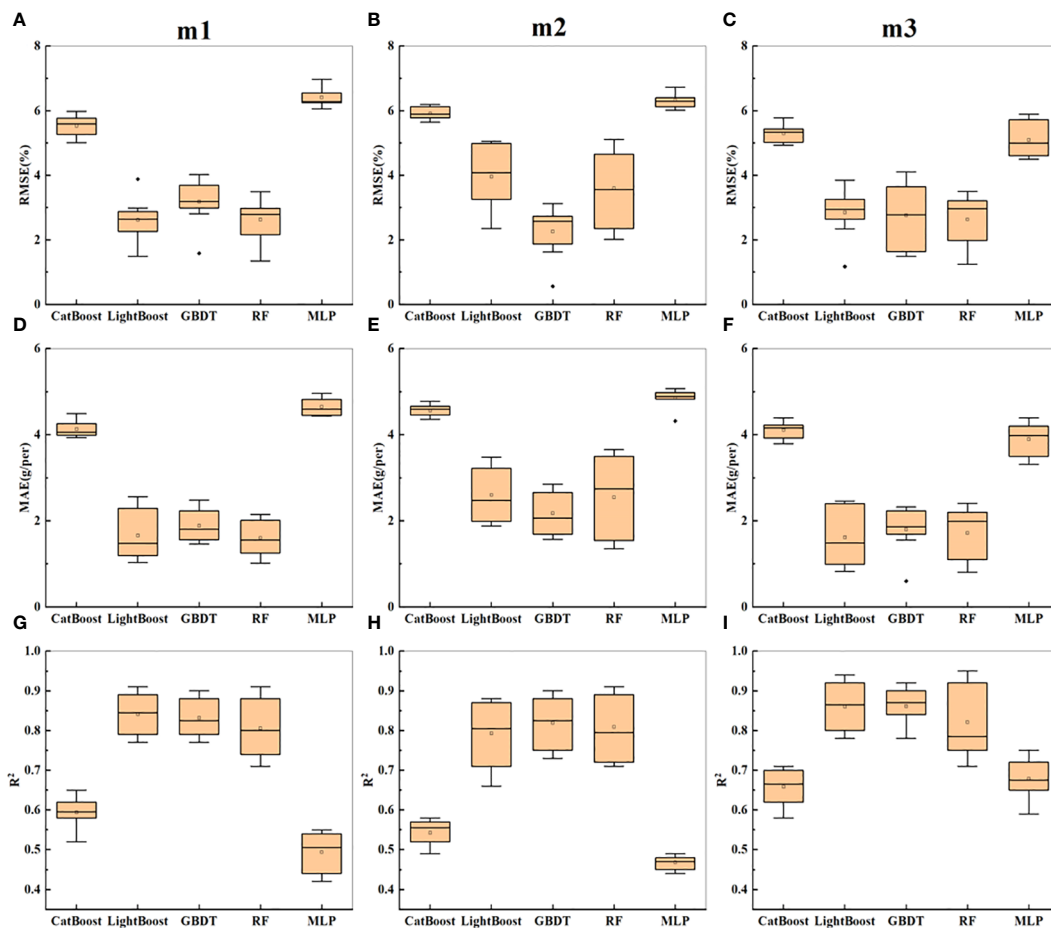 A B C
m1 m2 m3
8 8 8
6 6 6
RMSE(%) RMSE(%) RMSE(%)
4 4 4
2 2 2
0 0 0
CatBoost LightBoost GBDT RF MLP CatBoost LightBoost GBDT RF MLP CatBoost LightBoost GBDT RF MLP
D E F
6 6 6
4 4 4
MAE(g/per) MAE(g/per) MAE(g/per)
2 2 2
0 0 0
CatBoost LightBoost GBDT RF MLP CatBoost LightBoost GBDT RF MLP CatBoost LightBoost GBDT RF MLP
G H I
1.0 1.0 1.0
0.9 0.9 0.9
0.8 0.8 0.8
0.7 0.7 0.7
R² R² R²
0.6 0.6 0.6
0.5 0.5 0.5
0.4 0.4 0.4
CatBoost LightBoost GBDT RF MLP CatBoost LightBoost GBDT RF MLP CatBoost LightBoost GBDT RF MLP